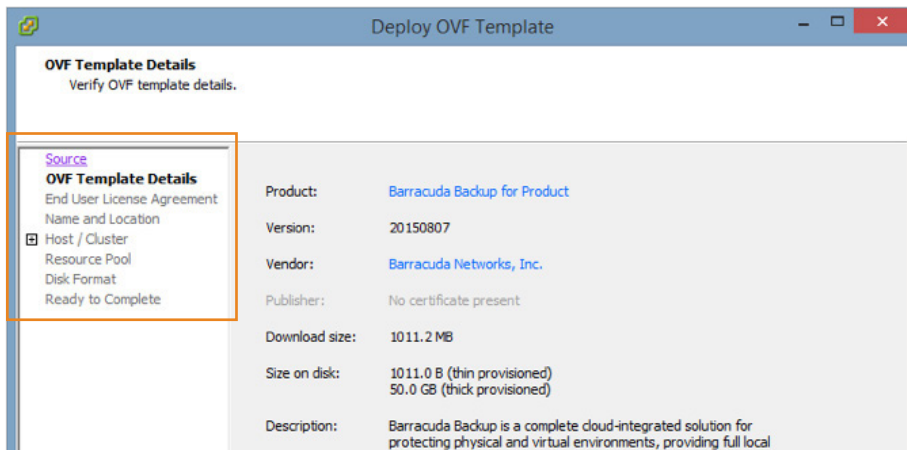 Deploy OVF Template
OVF Template Details
Verify OVF template details.
Source
OVF Template Details
End User License Agreement
Name and Location
Host / Cluster
Resource Pool
Disk Format
Ready to Complete
Product: Barracuda Backup for Product
Version: 20150807
Vendor: Barracuda Networks, Inc.
Publisher: No certificate present
Download size: 1011.2 MB
Size on disk: 1011.0 B (thin provisioned)
50.0 GB (thick provisioned)
Description: Barracuda Backup is a complete cloud-integrated solution for
protecting physical and virtual environments, providing full local